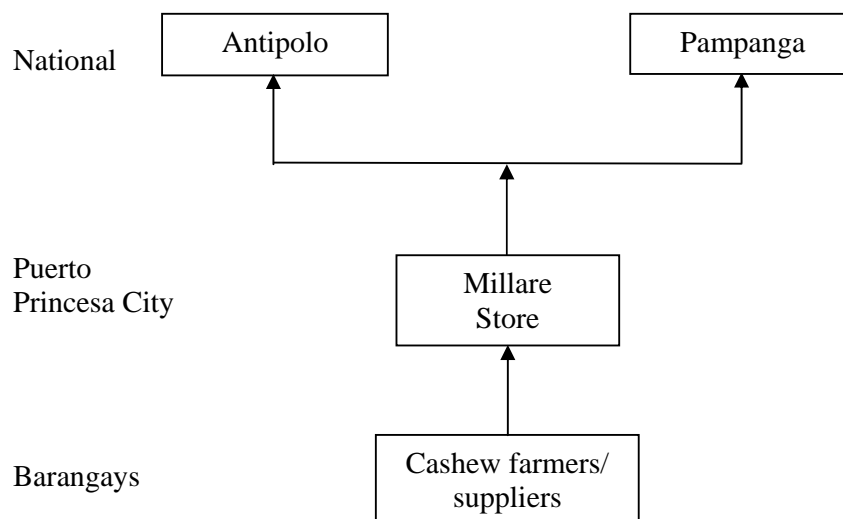 National
Antipolo
Pampanga
Puerto
Princesa City
Millare
Store
Barangays
Cashew farmers/
suppliers